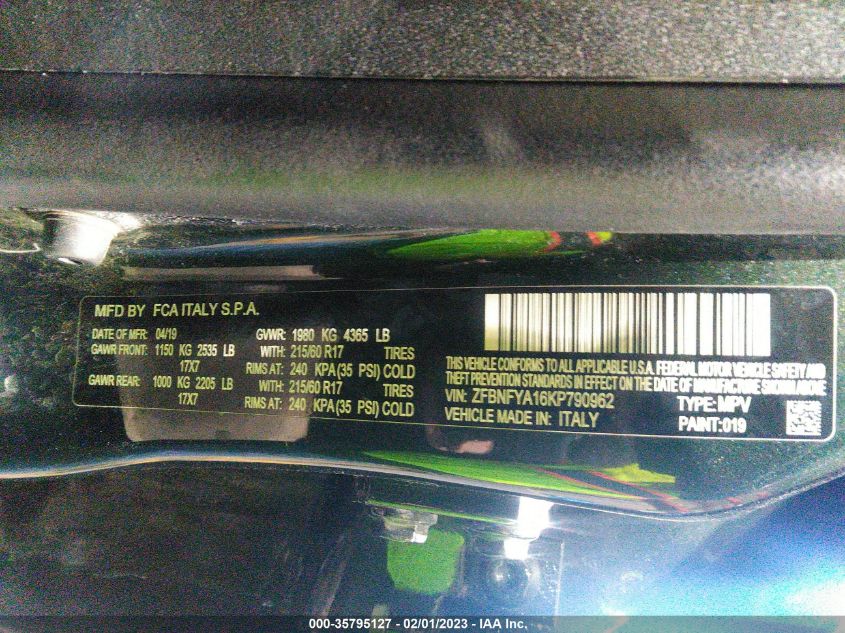 MFD BY FCA ITALY S.P.A.
DATE OF MFR: 04/19 GVWR: 1980 KG 4365 LB
GAWR FRONT: 1150 KG 2535 LB WITH: 215/60 R17 TIRES
17X7 RIMS AT: 240 KPA (35 PSI) COLD
GAWR REAR: 1000 KG 2205 LB WITH: 215/60 R17 TIRES
17X7 RIMS AT: 240 KPA (35 PSI) COLD
THIS VEHICLE CONFORMS TO ALL APPLICABLE U.S.A. FEDERAL MOTOR VEHICLE SAFETY AND
THEFT PREVENTION STANDARDS IN EFFECT ON THE DATE OF MANUFACTURE SHOWN ABOVE
VIN: ZFBNFYA16KP790962 TYPE: MPV
VEHICLE MADE IN: ITALY PAINT: 019
000-35795127 - 02/01/2023 - IAA Inc.